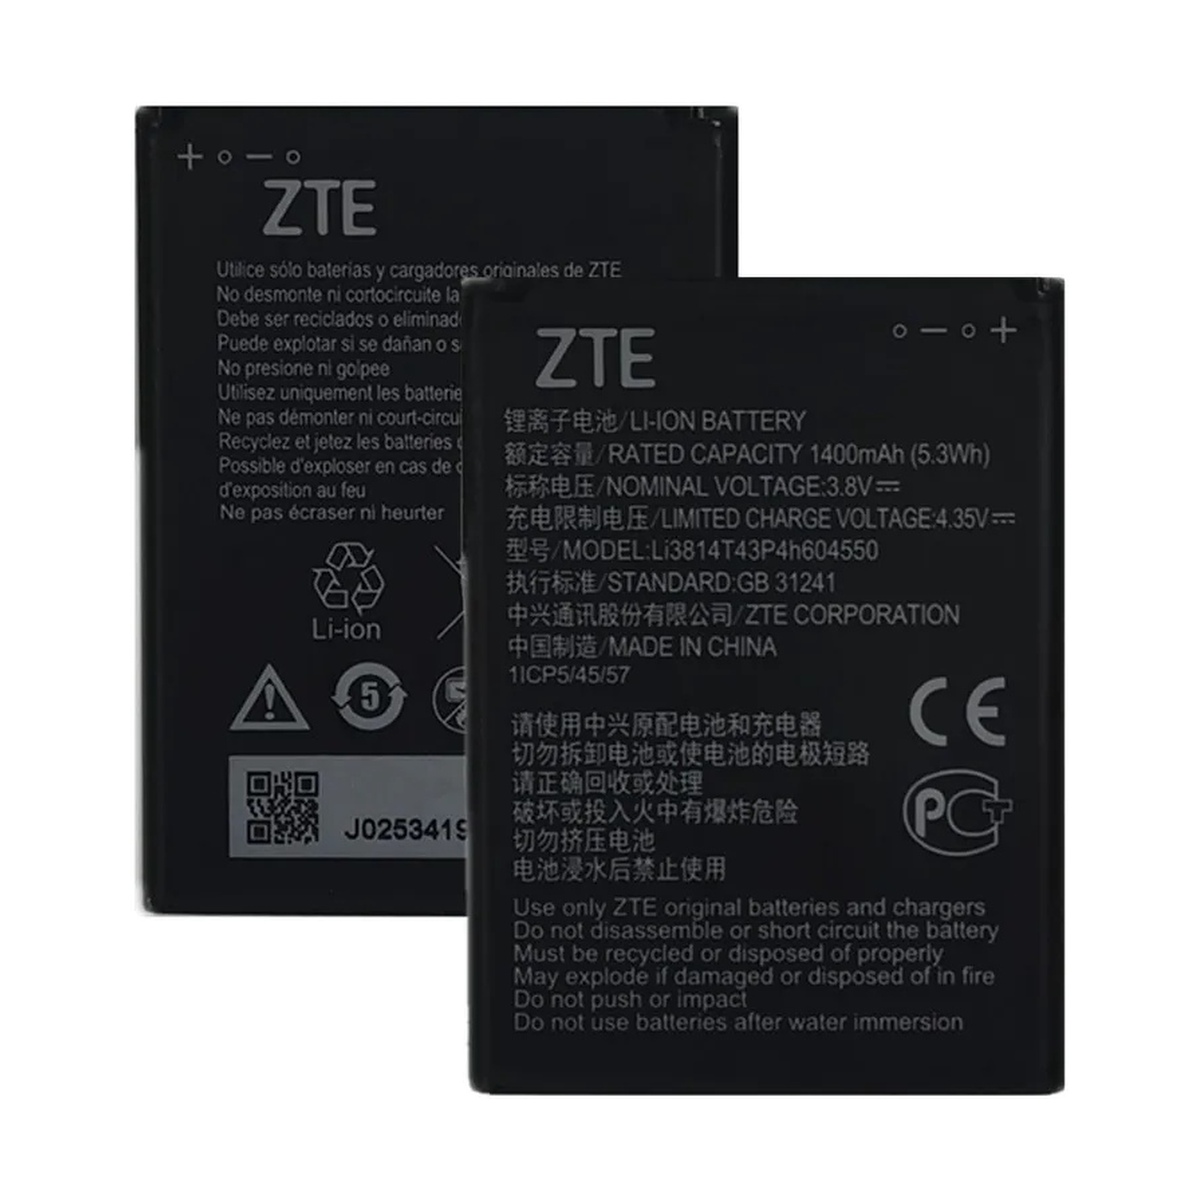 + o − o
ZTE
Utilice sólo baterías y cargadores originales de ZTE
No desmonte ni cortocircuite la
Debe ser reciclados o
Puede explotar si se dañan o
No presione ni golpee
Utilisez uniquement les
Ne pas démonter ni
Recyclez et jetez les batteries
Possible d'exploser en cas de
d'exposition au feu
Ne pas écraser ni heurter
Li-ion
5
J0253419
ZTE
o − o +
锂离子电池/LI-ION BATTERY
额定容量/RATED CAPACITY 1400mAh (5.3Wh)
标称电压/NOMINAL VOLTAGE:3.8V⎓
充电限制电压/LIMITED CHARGE VOLTAGE:4.35V⎓
型号/MODEL:Li3814T43P4h604550
执行标准/STANDARD:GB 31241
中兴通讯股份有限公司/ZTE CORPORATION
中国制造/MADE IN CHINA
1ICP5/45/57
CE
请使用中兴原配电池和充电器
切勿拆卸电池或使电池的电极短路
请正确回收或处理
破坏或投入火中有爆炸危险
切勿挤压电池
电池浸水后禁止使用
PCT
Use only ZTE original batteries and chargers
Do not disassemble or short circuit the battery
Must be recycled or disposed of properly
May explode if damaged or disposed of in fire
Do not push or impact
Do not use batteries after water immersion